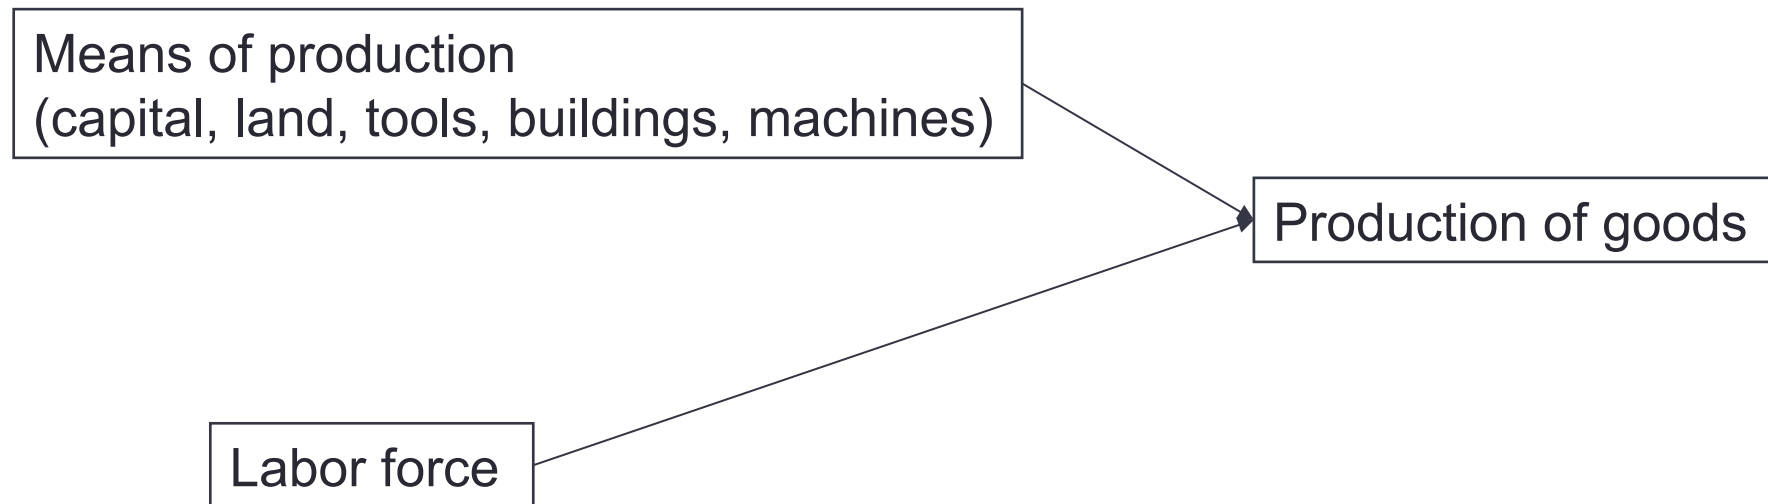 Means of production
(capital, land, tools, buildings, machines)
Production of goods
Labor force